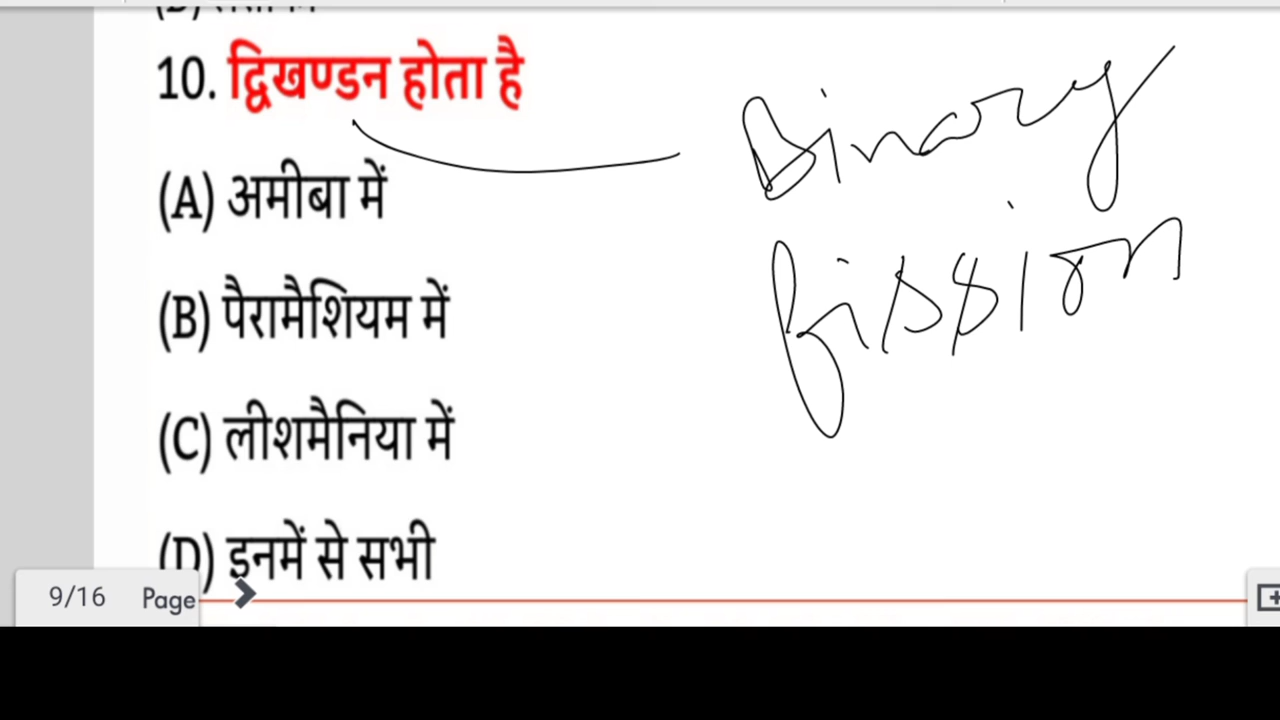 10. द्विखण्डन होता है
Binary
fission
(A) अमीबा में
(B) पैरामैशियम में
(C) लीशमैनिया में
(D) इनमें से सभी
9/16 Page